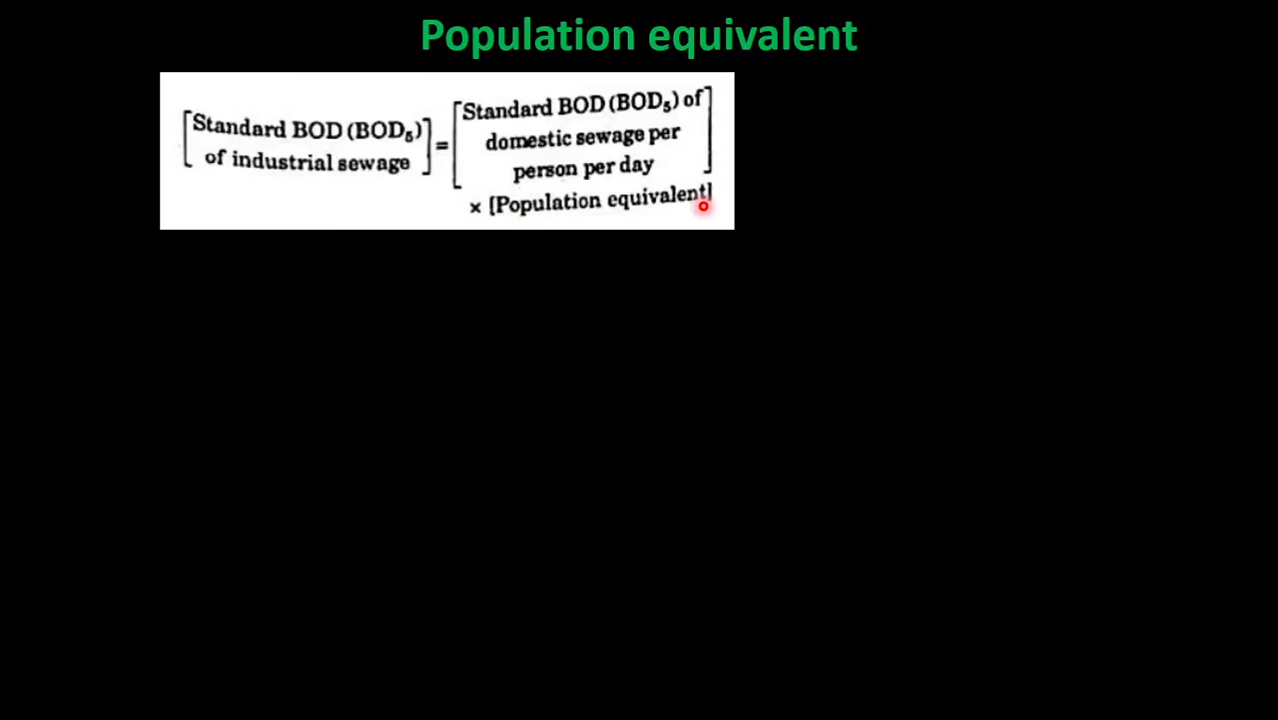 Population equivalent
[Standard BOD (BOD₅)
of industrial sewage] = [Standard BOD (BOD₅) of
domestic sewage per
person per day]
× [Population equivalent]